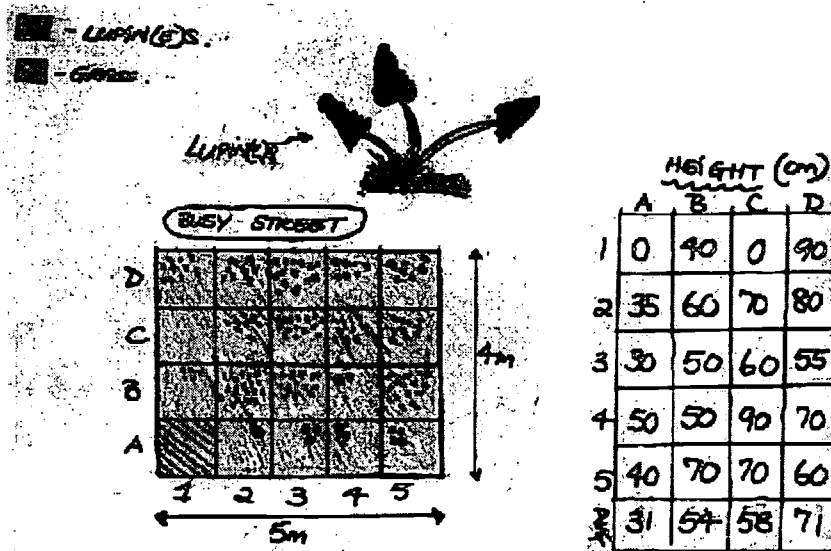 - LUPIN(E)S.
LUPINES
BUSY STREET
D
C
B
A
1 2 3 4 5
5m
4m
HEIGHT (cm)
A B C D
1 0 40 0 90
2 35 60 70 80
3 30 50 60 55
4 50 50 90 70
5 40 70 70 60
31 54 58 71